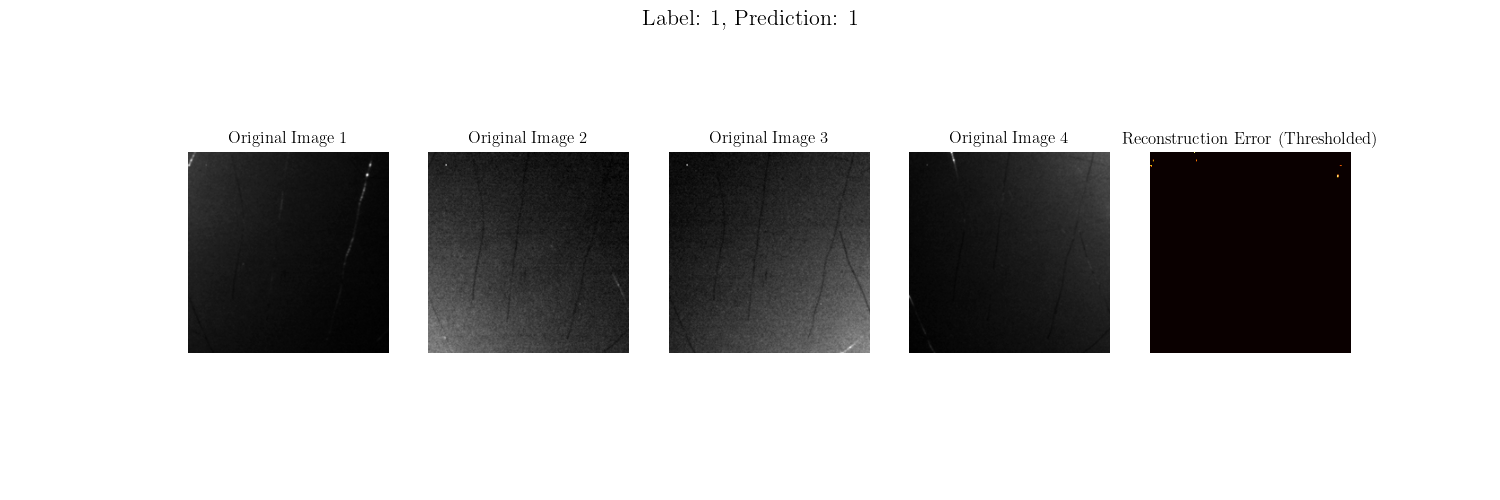 Label: 1, Prediction: 1
Original Image 1
Original Image 2
Original Image 3
Original Image 4
Reconstruction Error (Thresholded)